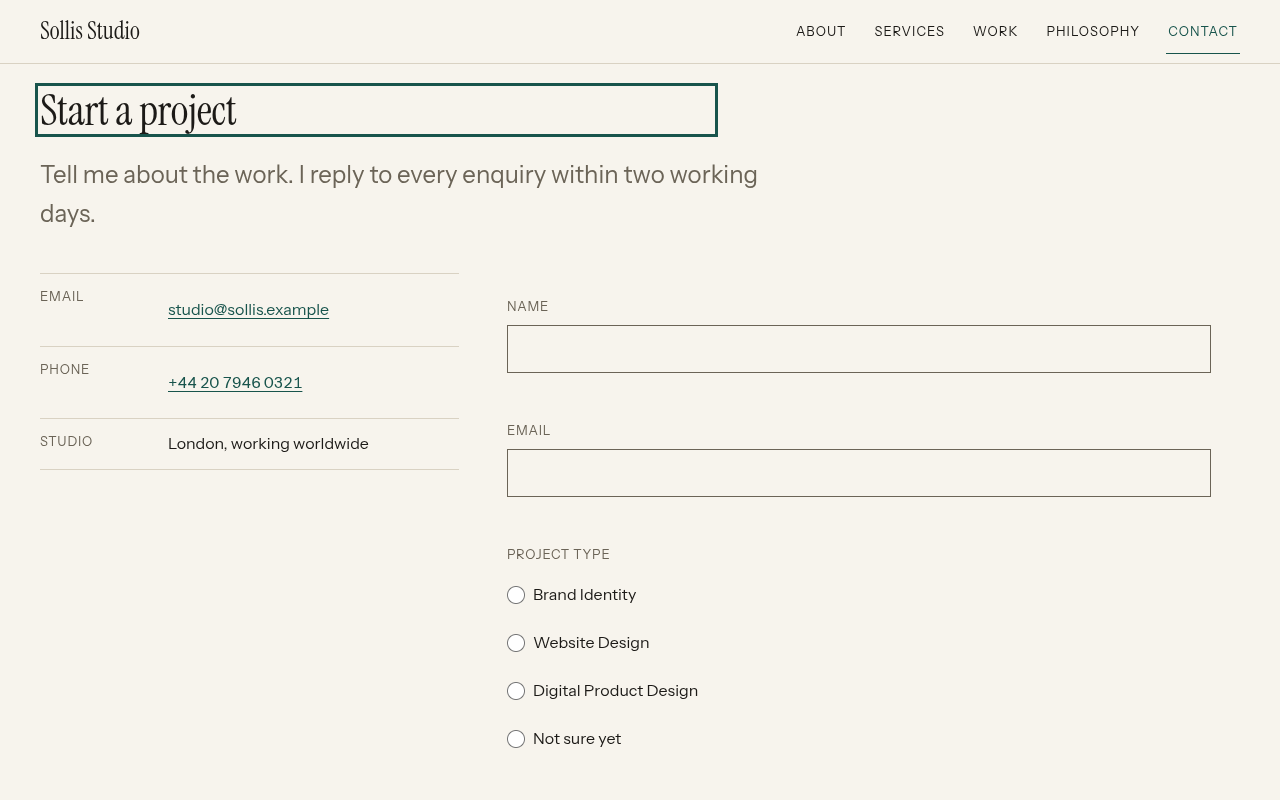 Sollis Studio
ABOUT SERVICES WORK PHILOSOPHY CONTACT
Start a project
Tell me about the work. I reply to every enquiry within two working
days.
EMAIL
studio@sollis.example
PHONE
+44 20 7946 0321
STUDIO
London, working worldwide
NAME
EMAIL
PROJECT TYPE
Brand Identity
Website Design
Digital Product Design
Not sure yet